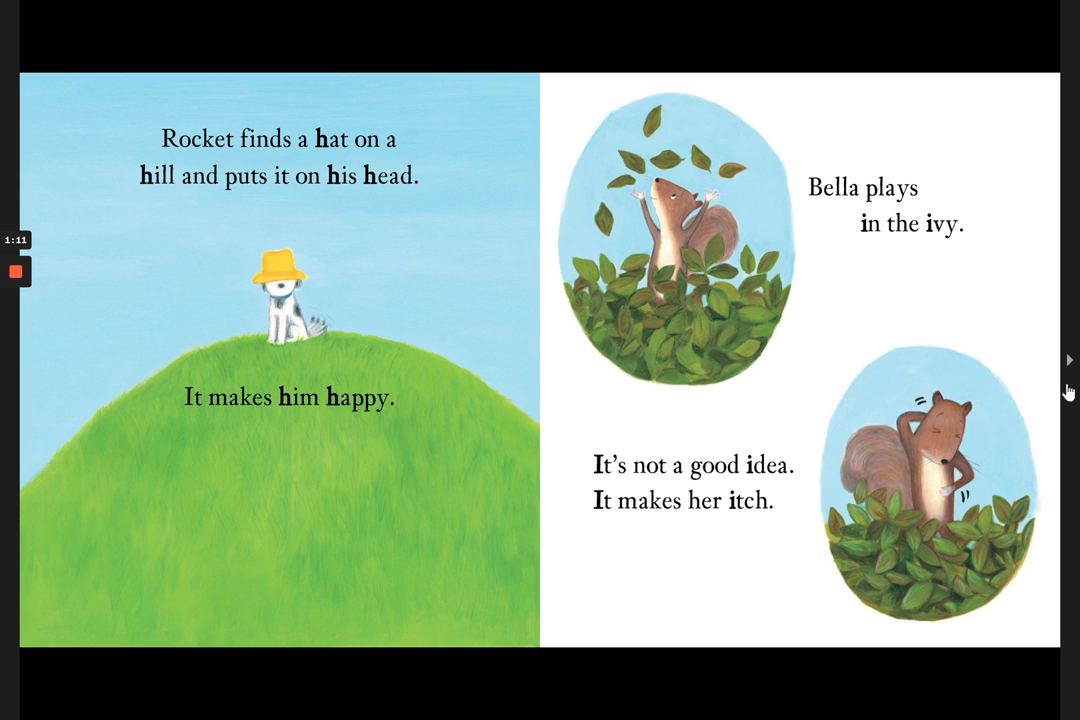 Rocket finds a hat on a
hill and puts it on his head.
It makes him happy.
Bella plays
in the ivy.
It's not a good idea.
It makes her itch.
1:11